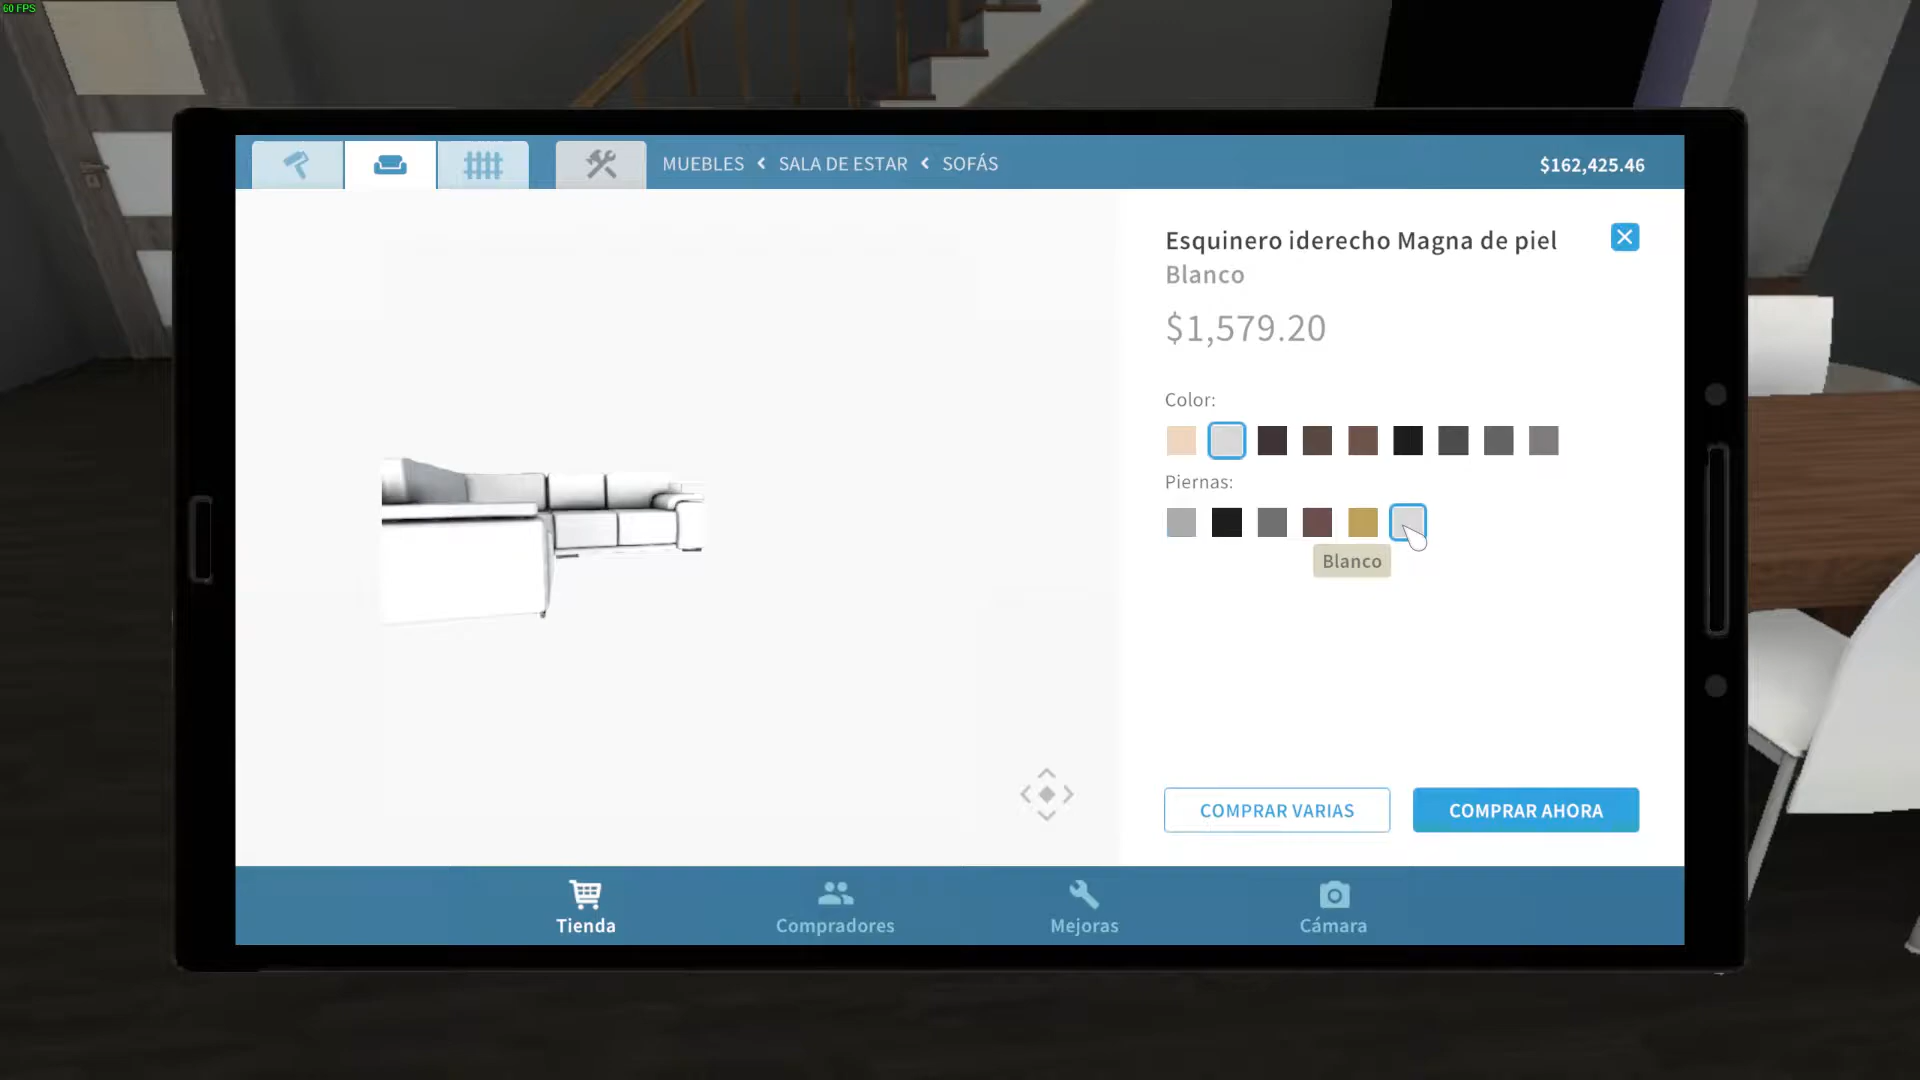 60 FPS
MUEBLES < SALA DE ESTAR < SOFÁS
$162,425.46
Esquinero iderecho Magna de piel
Blanco
$1,579.20
Color:
Piernas:
Blanco
COMPRAR VARIAS
COMPRAR AHORA
Tienda
Compradores
Mejoras
Cámara